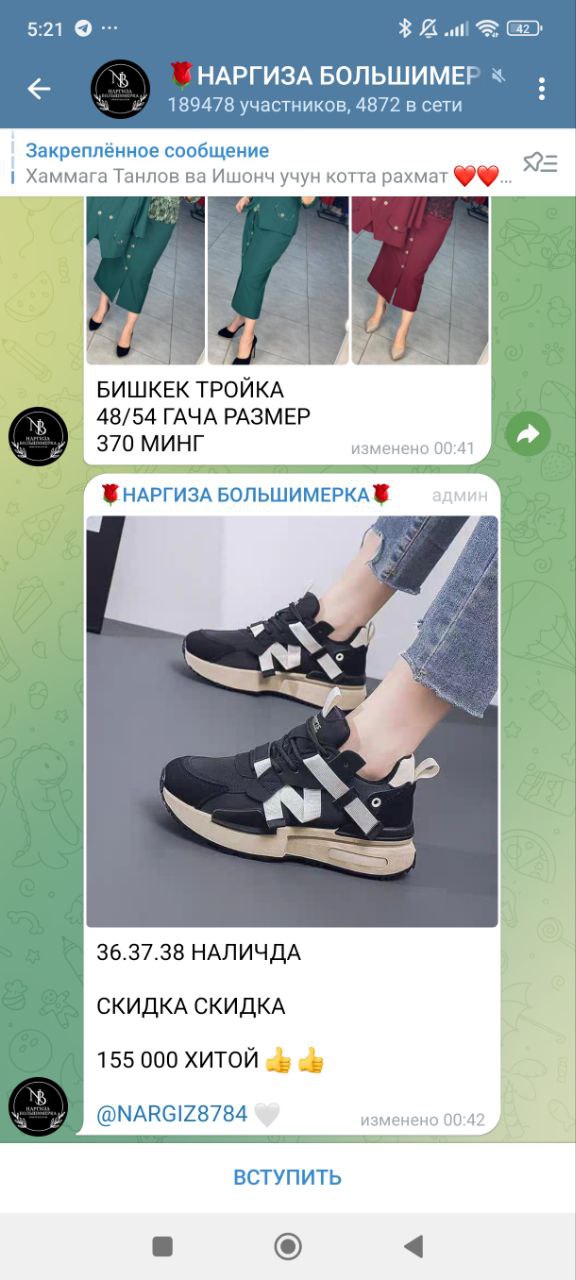 5:21
42
НАРГИЗА БОЛЬШИМЕР
189478 участников, 4872 в сети
Закреплённое сообщение
Хаммага Танлов ва Ишонч учун котта рахмат ❤️❤️...
БИШКЕК ТРОЙКА
48/54 ГАЧА РАЗМЕР
370 МИНГ
изменено 00:41
🌹НАРГИЗА БОЛЬШИМЕРКА🌹
админ
N
N
36.37.38 НАЛИЧДА
СКИДКА СКИДКА
155 000 ХИТОЙ 👍👍
@NARGIZ8784 🤍
изменено 00:42
ВСТУПИТЬ